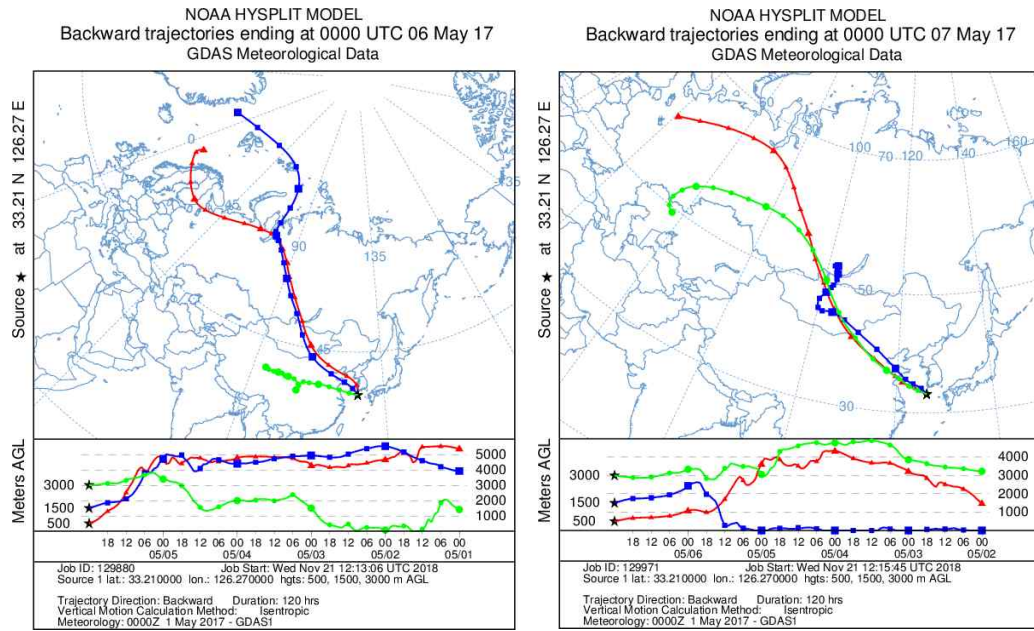 NOAA HYSPLIT MODEL
Backward trajectories ending at 0000 UTC 06 May 17
GDAS Meteorological Data
Source ★ at 33.21 N 126.27 E
0
90
135
135
45
Meters AGL
3000
1500
500
5000
4000
3000
2000
1000
18 12 06 00 18 12 06 00 18 12 06 00 18 12 06 00 18 12 06 00
05/05 05/04 05/03 05/02 05/01
Job ID: 129880 Job Start: Wed Nov 21 12:13:06 UTC 2018
Source 1 lat.: 33.210000 lon.: 126.270000 hgts: 500, 1500, 3000 m AGL
Trajectory Direction: Backward Duration: 120 hrs
Vertical Motion Calculation Method: Isentropic
Meteorology: 0000Z 1 May 2017 - GDAS1
NOAA HYSPLIT MODEL
Backward trajectories ending at 0000 UTC 07 May 17
GDAS Meteorological Data
Source ★ at 33.21 N 126.27 E
60
100
70
120
140
160
50
30
Meters AGL
3000
1500
500
4000
3000
2000
1000
18 12 06 00 18 12 06 00 18 12 06 00 18 12 06 00 18 12 06 00
05/06 05/05 05/04 05/03 05/02
Job ID: 129971 Job Start: Wed Nov 21 12:15:45 UTC 2018
Source 1 lat.: 33.210000 lon.: 126.270000 hgts: 500, 1500, 3000 m AGL
Trajectory Direction: Backward Duration: 120 hrs
Vertical Motion Calculation Method: Isentropic
Meteorology: 0000Z 1 May 2017 - GDAS1